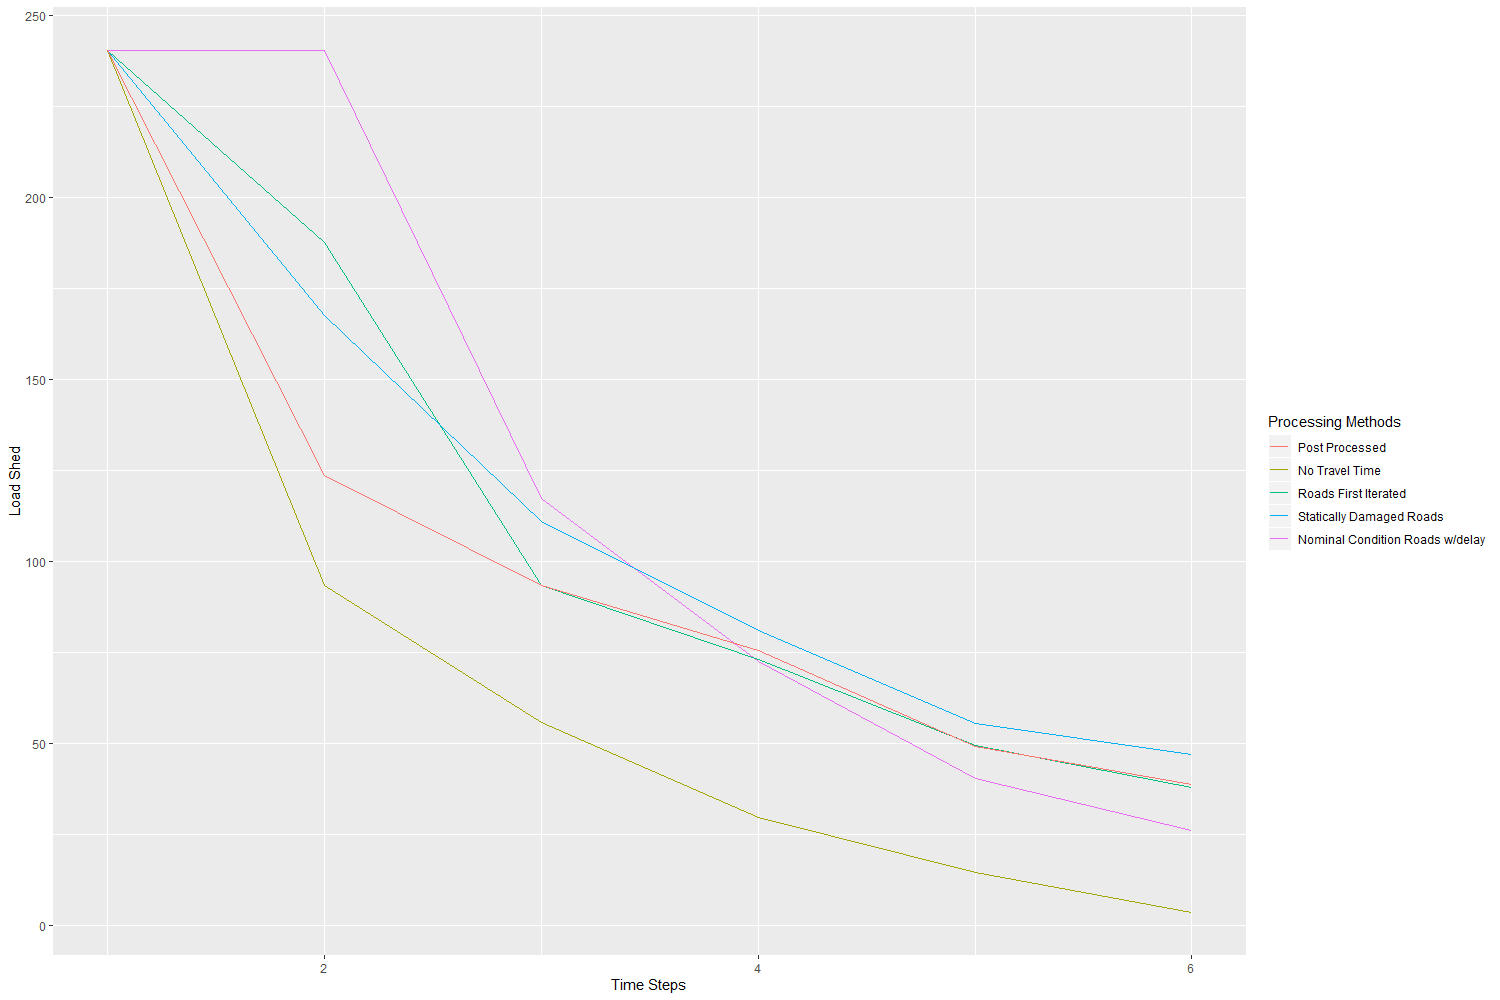 250
200
150
100
50
0
Load Shed
2
4
6
Time Steps
Processing Methods
Post Processed
No Travel Time
Roads First Iterated
Statically Damaged Roads
Nominal Condition Roads w/delay